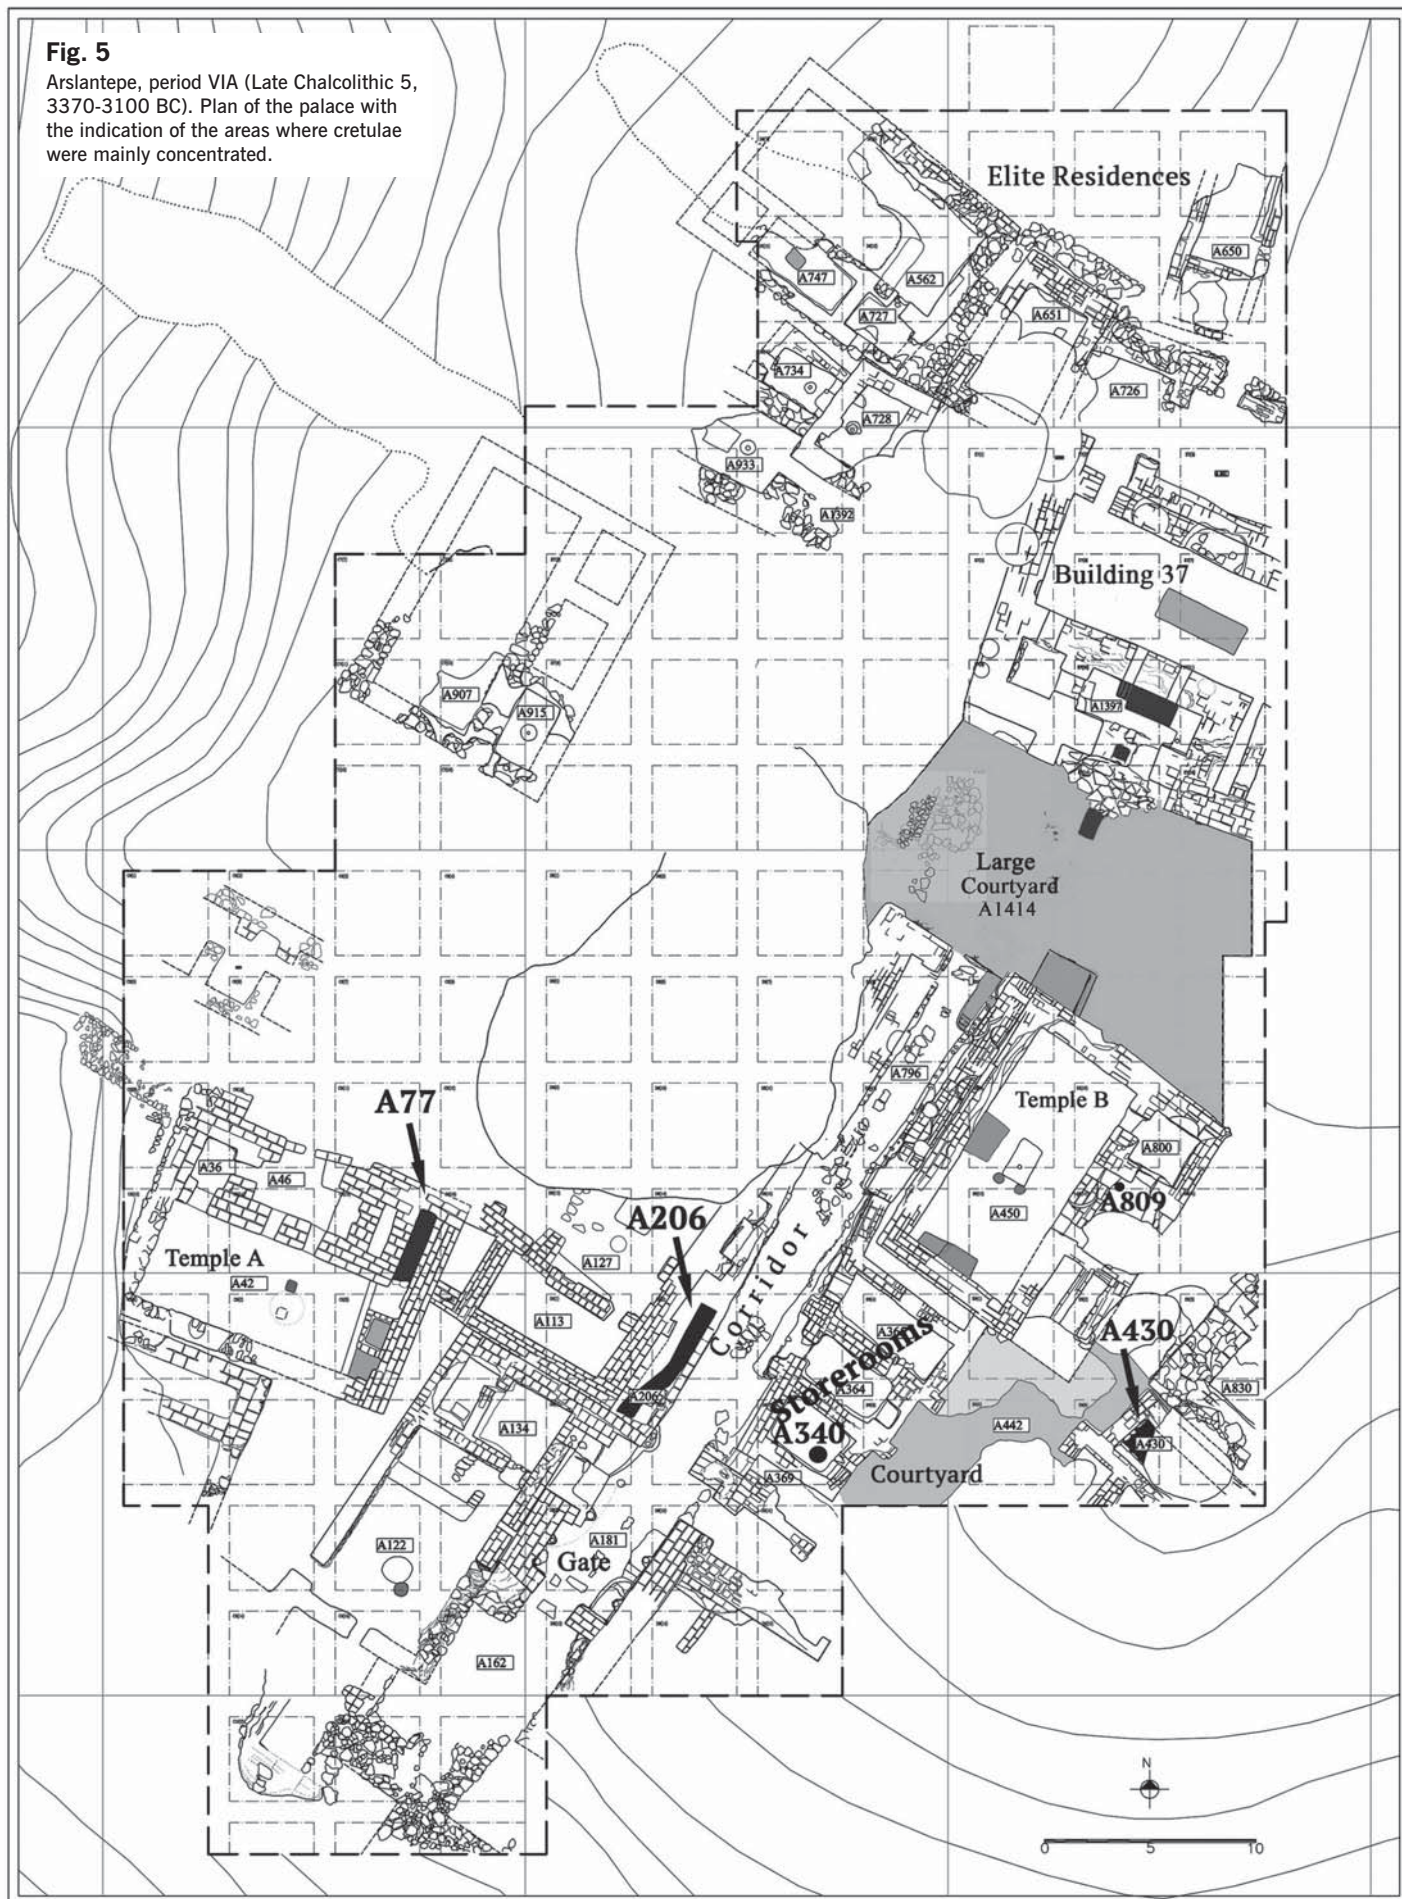 Fig. 5
Arslantepe, period VIA (Late Chalcolithic 5,
3370-3100 BC). Plan of the palace with
the indication of the areas where cretulae
were mainly concentrated.
Elite Residences
A650
A747
A562
A727
A651
A734
A726
A728
A933
A1392
Building 37
A907
A915
A1397
Large
Courtyard
A1414
A796
A77
Temple B
A800
A36
A46
A809
A206
A450
Corridor
Temple A
A127
A42
A113
Storerooms
A430
A364
A830
A206
A134
A442
A340
A430
Courtyard
A369
A122
A181
Gate
A162
N
0 5 10